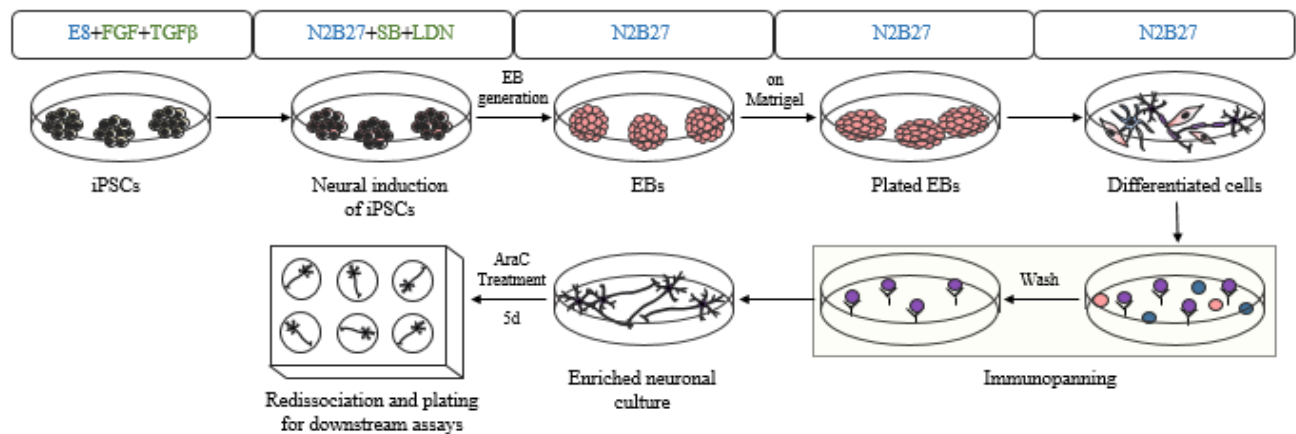 E8+FGF+TGFβ
N2B27+SB+LDN
N2B27
N2B27
N2B27
EB
generation
on
Matrigel
iPSCs
Neural induction
of iPSCs
EBs
Plated EBs
Differentiated cells
AraC
Treatment
5d
Wash
Redissociation and plating
for downstream assays
Enriched neuronal
culture
Immunopanning